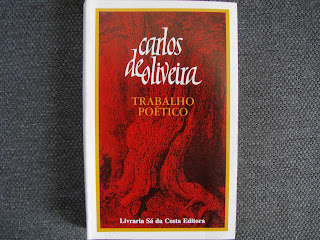 carlos
de oliveira
TRABALHO
POÉTICO
Livraria Sá da Costa Editora